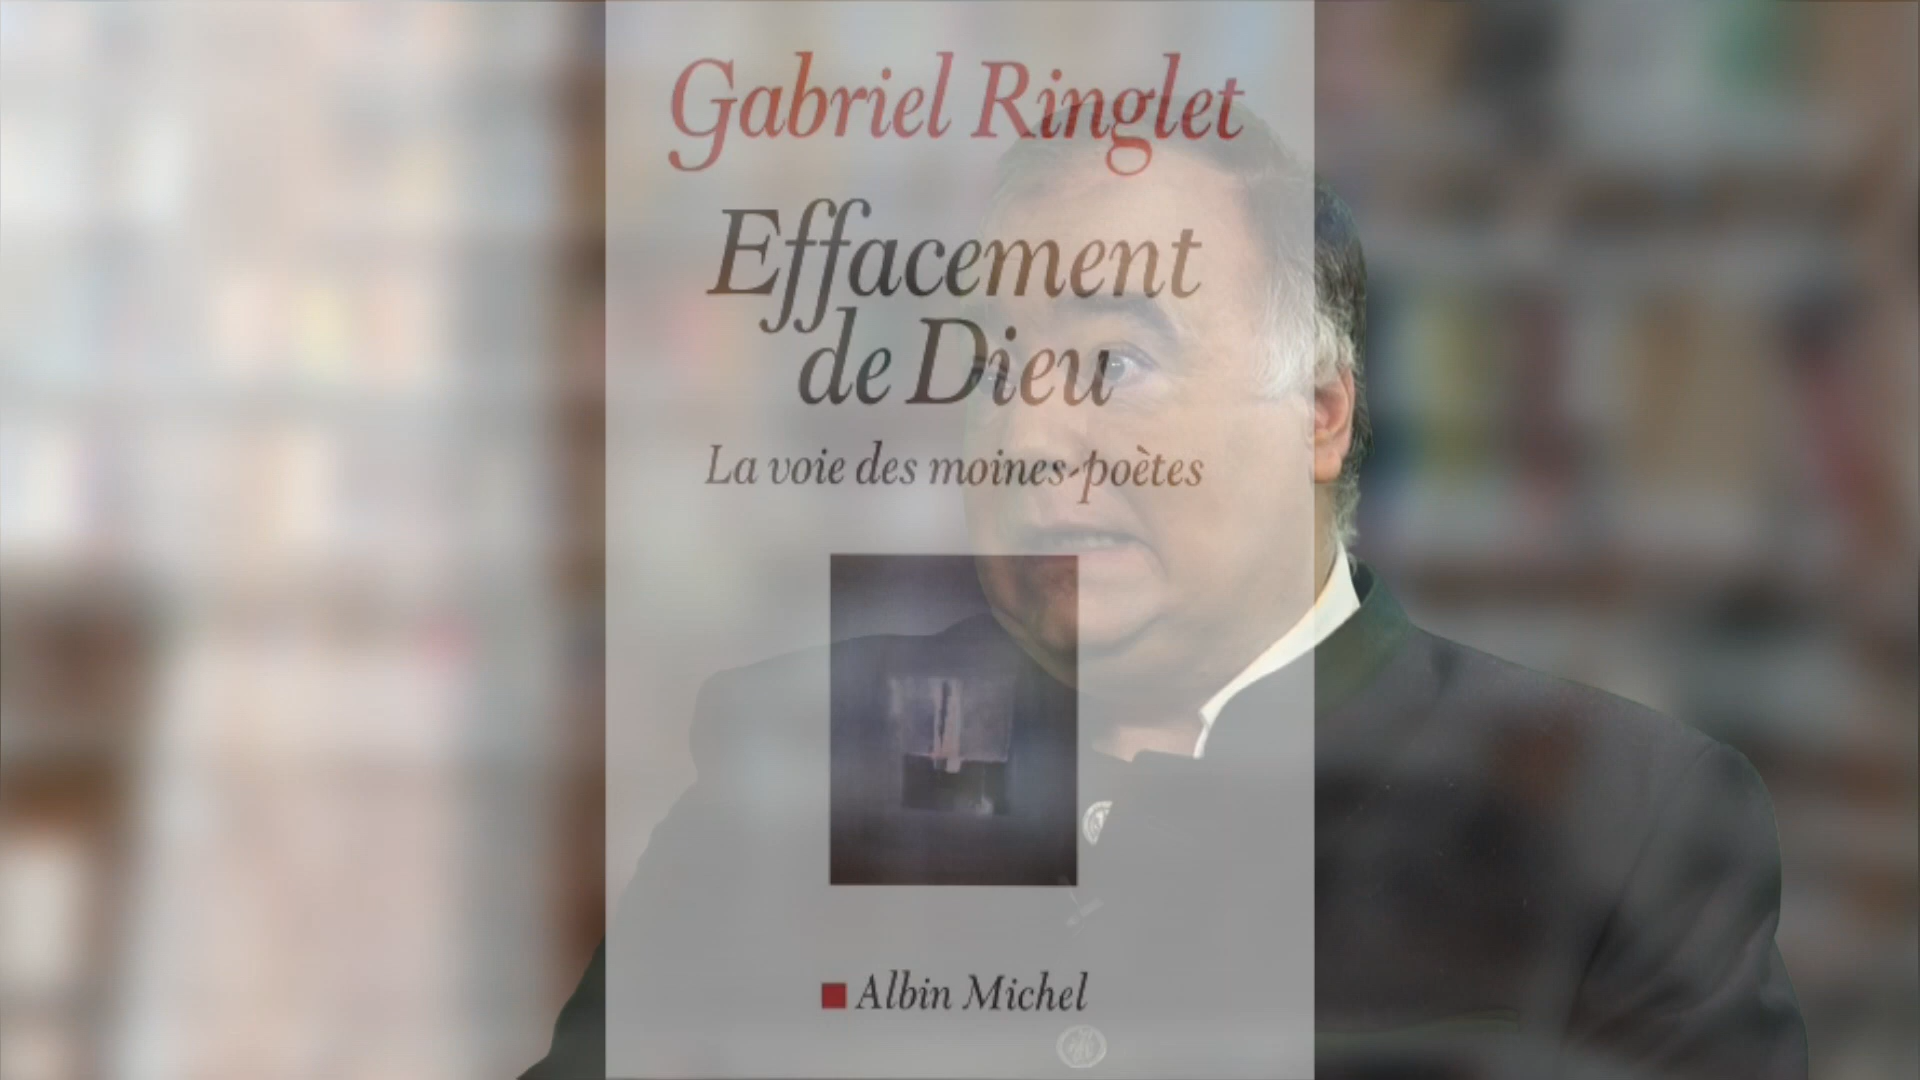 Gabriel Ringlet
Effacement
de Dieu
La voie des moines-poètes
Albin Michel